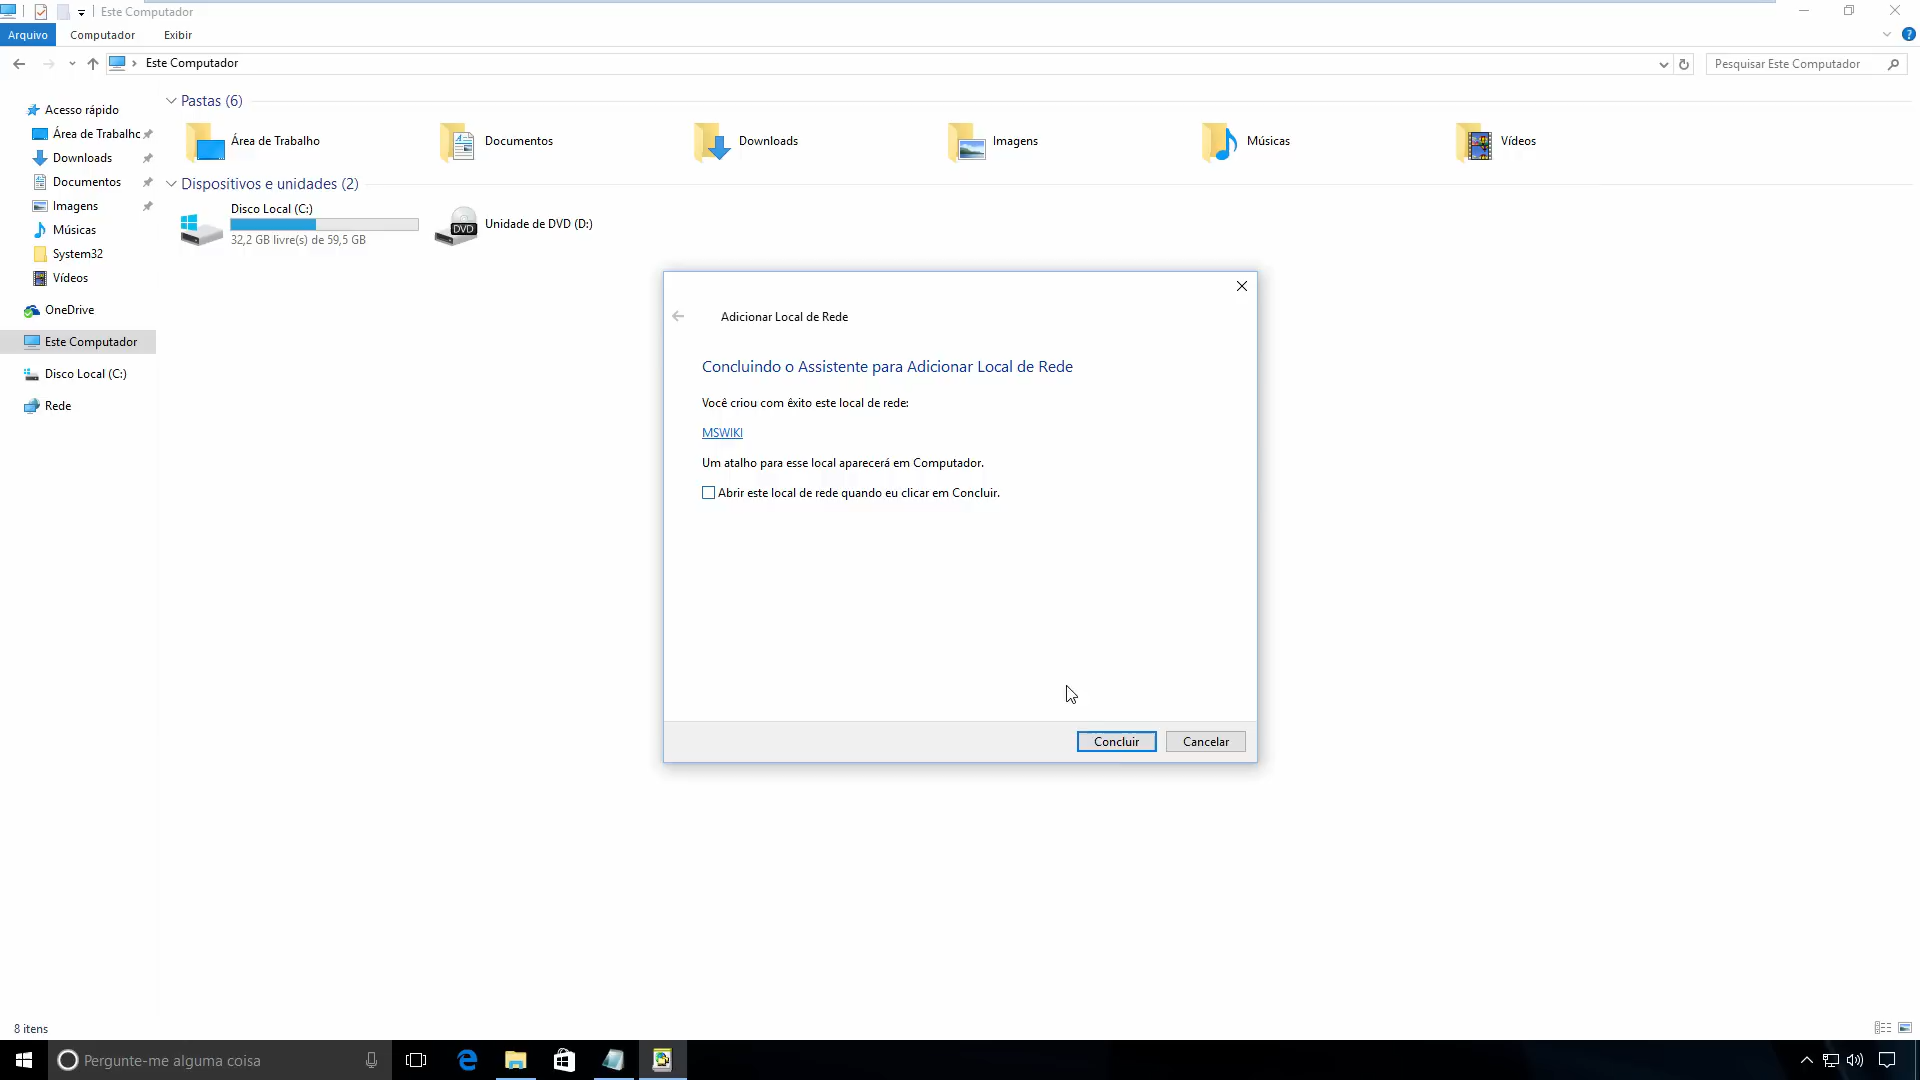 Este Computador
Arquivo Computador Exibir
Este Computador
Pesquisar Este Computador
Acesso rápido
Área de Trabalho
Downloads
Documentos
Imagens
Músicas
System32
Vídeos
OneDrive
Este Computador
Disco Local (C:)
Rede
Pastas (6)
Área de Trabalho
Documentos
Downloads
Imagens
Músicas
Vídeos
Dispositivos e unidades (2)
Disco Local (C:)
32,2 GB livre(s) de 59,5 GB
DVD
Unidade de DVD (D:)
Adicionar Local de Rede
Concluindo o Assistente para Adicionar Local de Rede
Você criou com êxito este local de rede:
MSWIKI
Um atalho para esse local aparecerá em Computador.
Abrir este local de rede quando eu clicar em Concluir.
Concluir Cancelar
8 itens
Pergunte-me alguma coisa